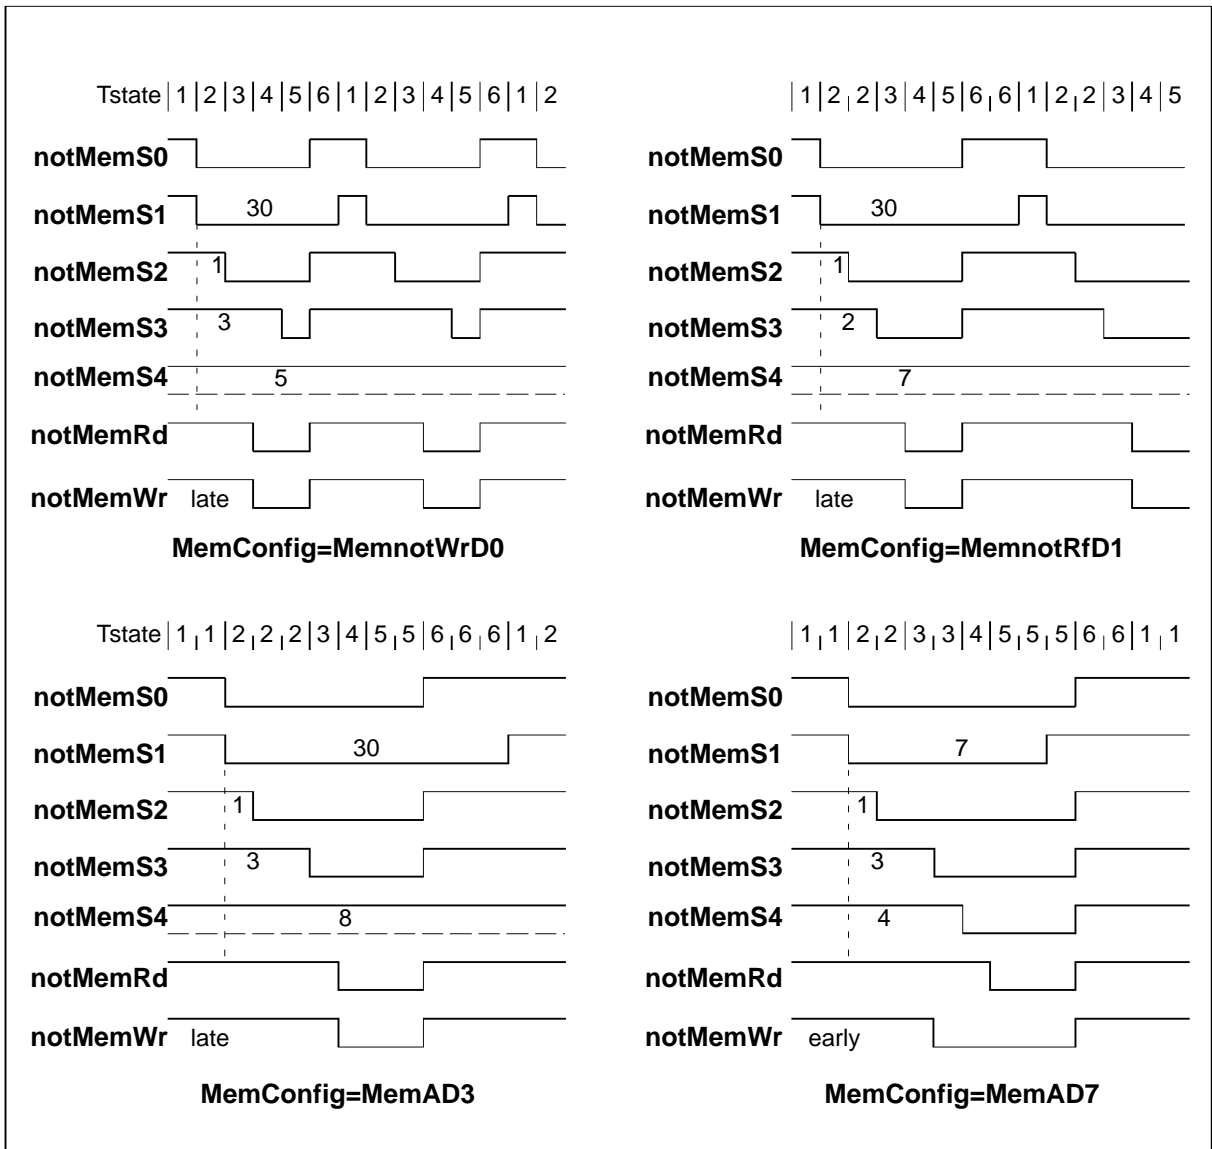 Tstate 1 2 3 4 5 6 1 2 3 4 5 6 1 2
notMemS0
notMemS1 30
notMemS2 1
notMemS3 3
notMemS4 5
notMemRd
notMemWr late
MemConfig=MemnotWrD0
1 2 2 3 4 5 6 6 1 2 2 3 4 5
notMemS0
notMemS1 30
notMemS2 1
notMemS3 2
notMemS4 7
notMemRd
notMemWr late
MemConfig=MemnotRfD1
Tstate 1 1 2 2 2 3 4 5 5 6 6 6 1 2
notMemS0
notMemS1 30
notMemS2 1
notMemS3 3
notMemS4 8
notMemRd
notMemWr late
MemConfig=MemAD3
1 1 2 2 3 3 4 5 5 5 6 6 1 1
notMemS0
notMemS1 7
notMemS2 1
notMemS3 3
notMemS4 4
notMemRd
notMemWr early
MemConfig=MemAD7